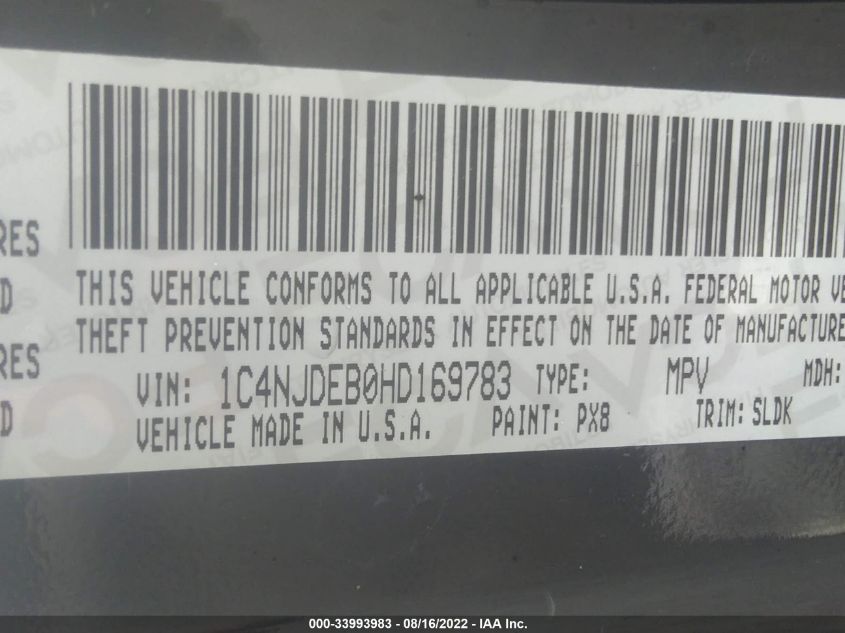 RES
D
THIS VEHICLE CONFORMS TO ALL APPLICABLE U.S.A. FEDERAL MOTOR VE
THEFT PREVENTION STANDARDS IN EFFECT ON THE DATE OF MANUFACTURE
RES
D
VIN: 1C4NJDEB0HD169783 TYPE: MPV MDH:
VEHICLE MADE IN U.S.A. PAINT: PX8 TRIM: SLDK
000-33993983 - 08/16/2022 - IAA Inc.